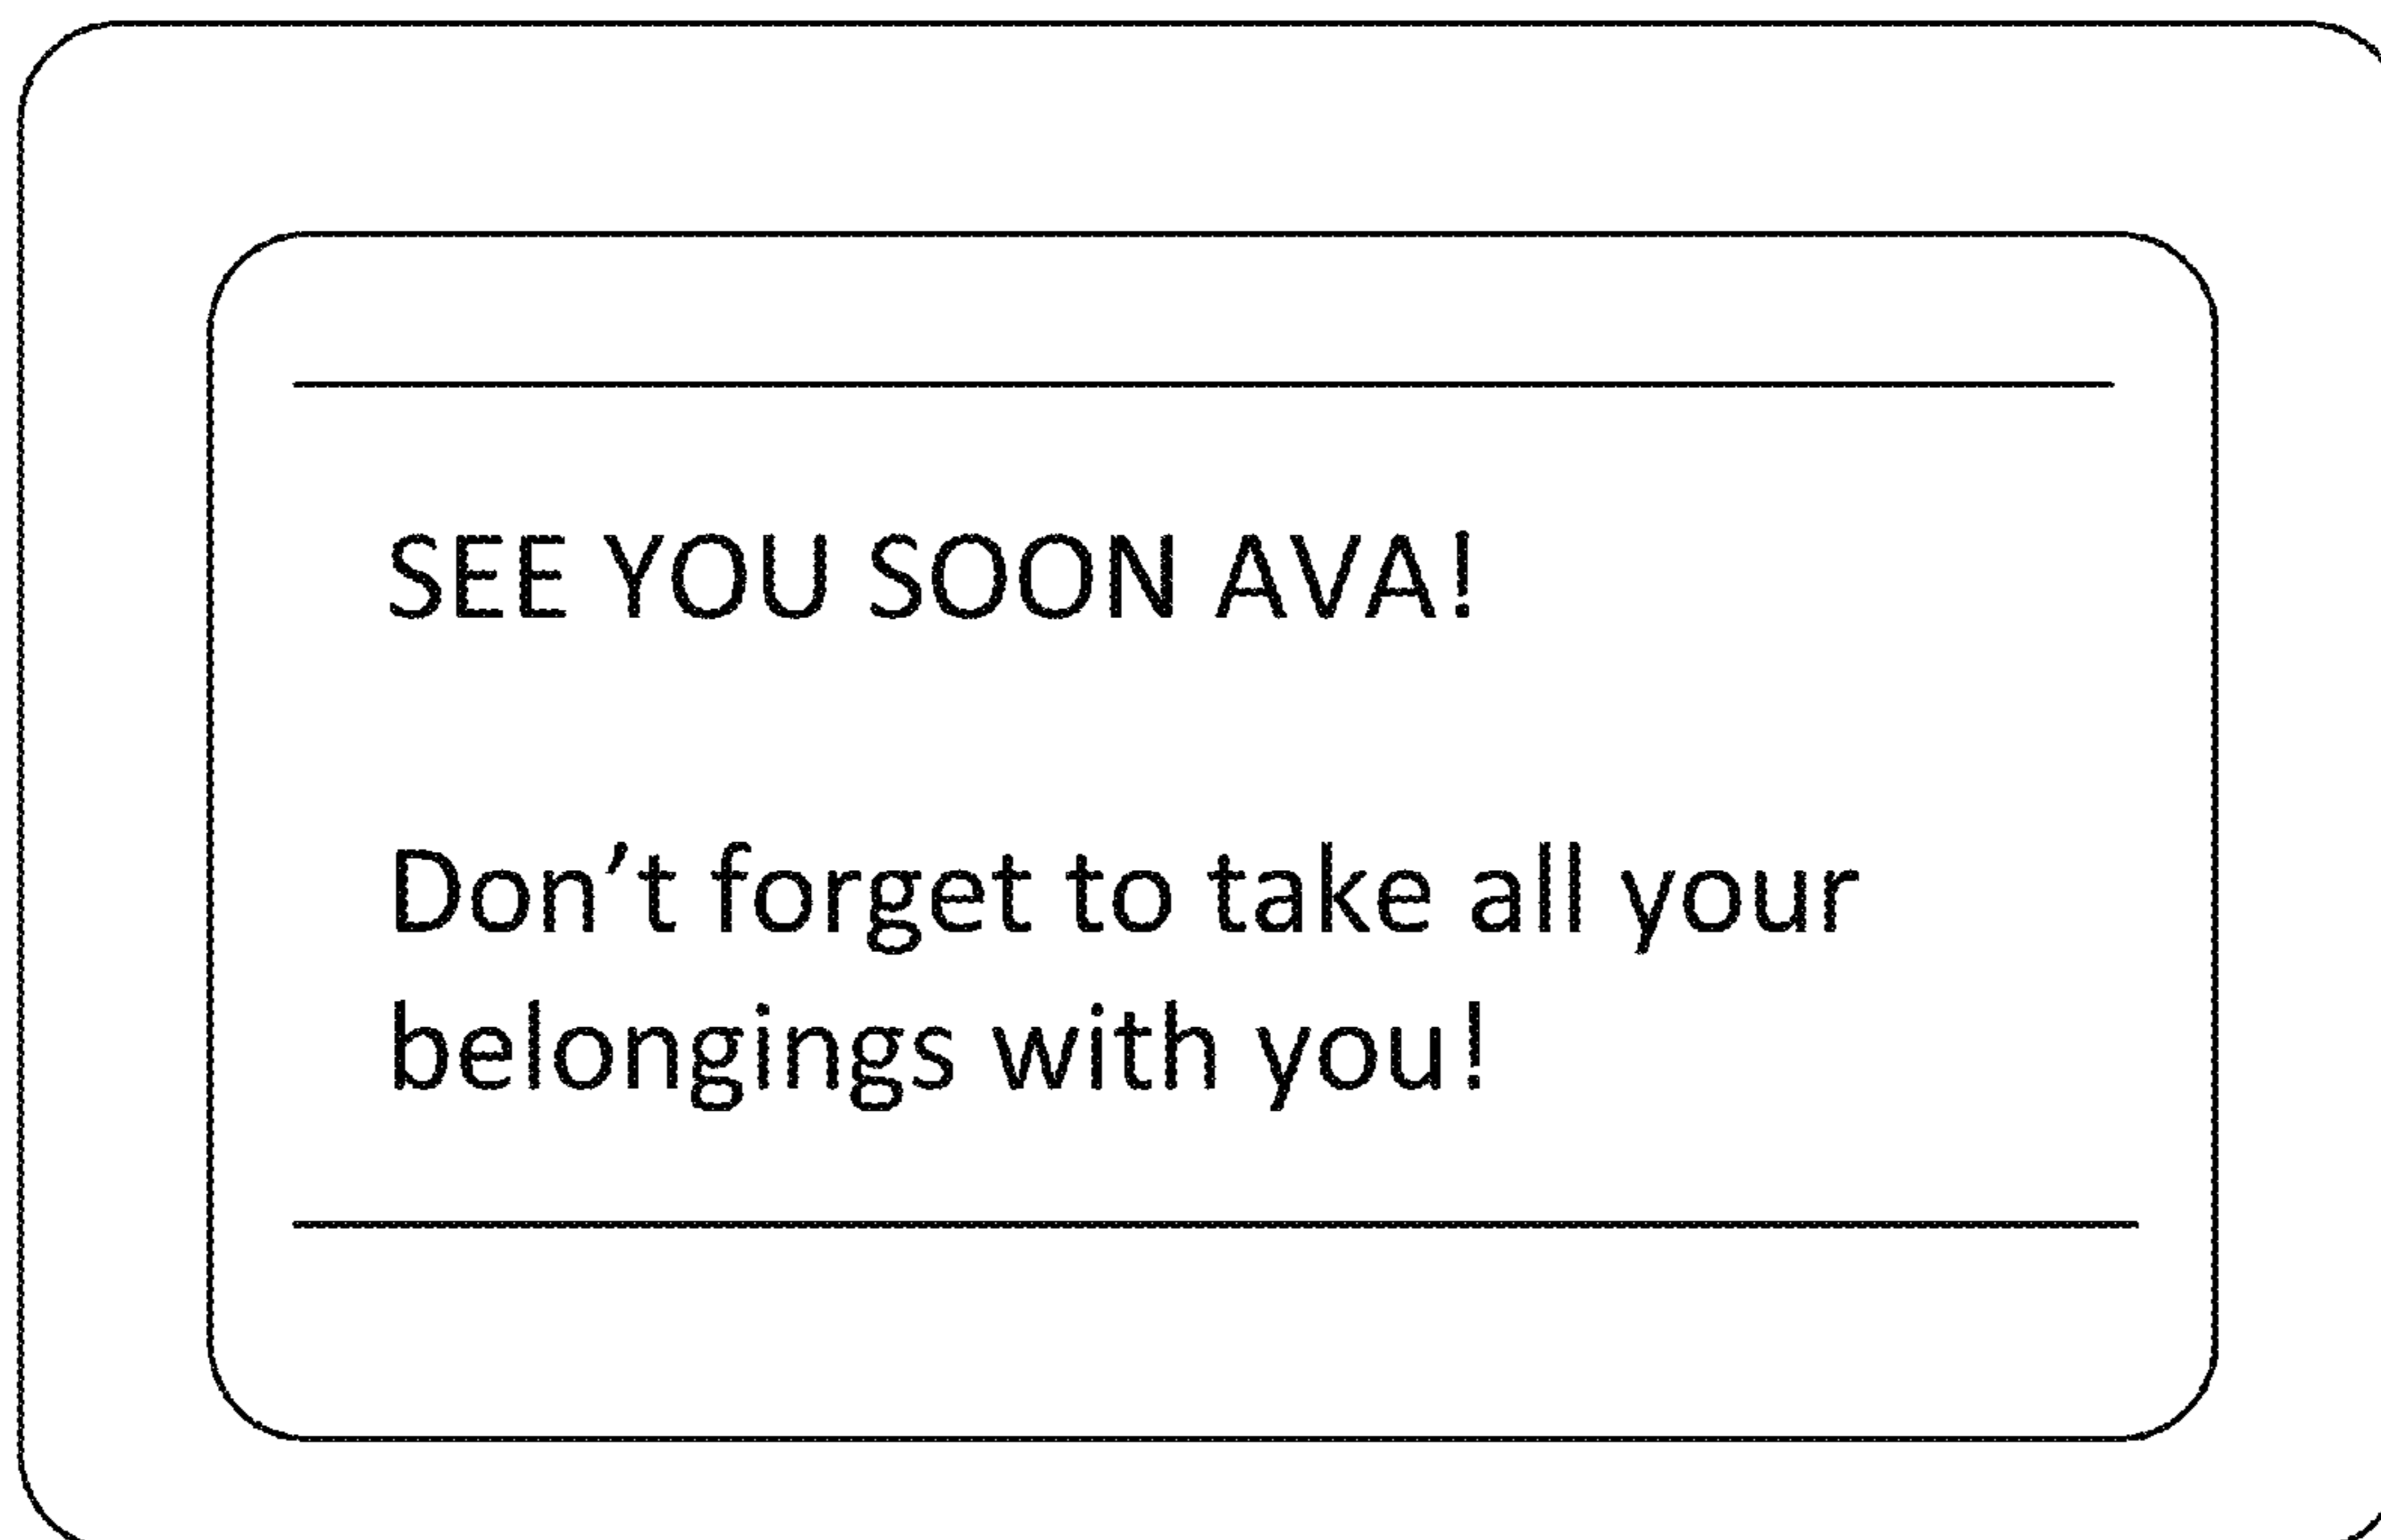 SEE YOU SOON AVA!
Don’t forget to take all your
belongings with you!